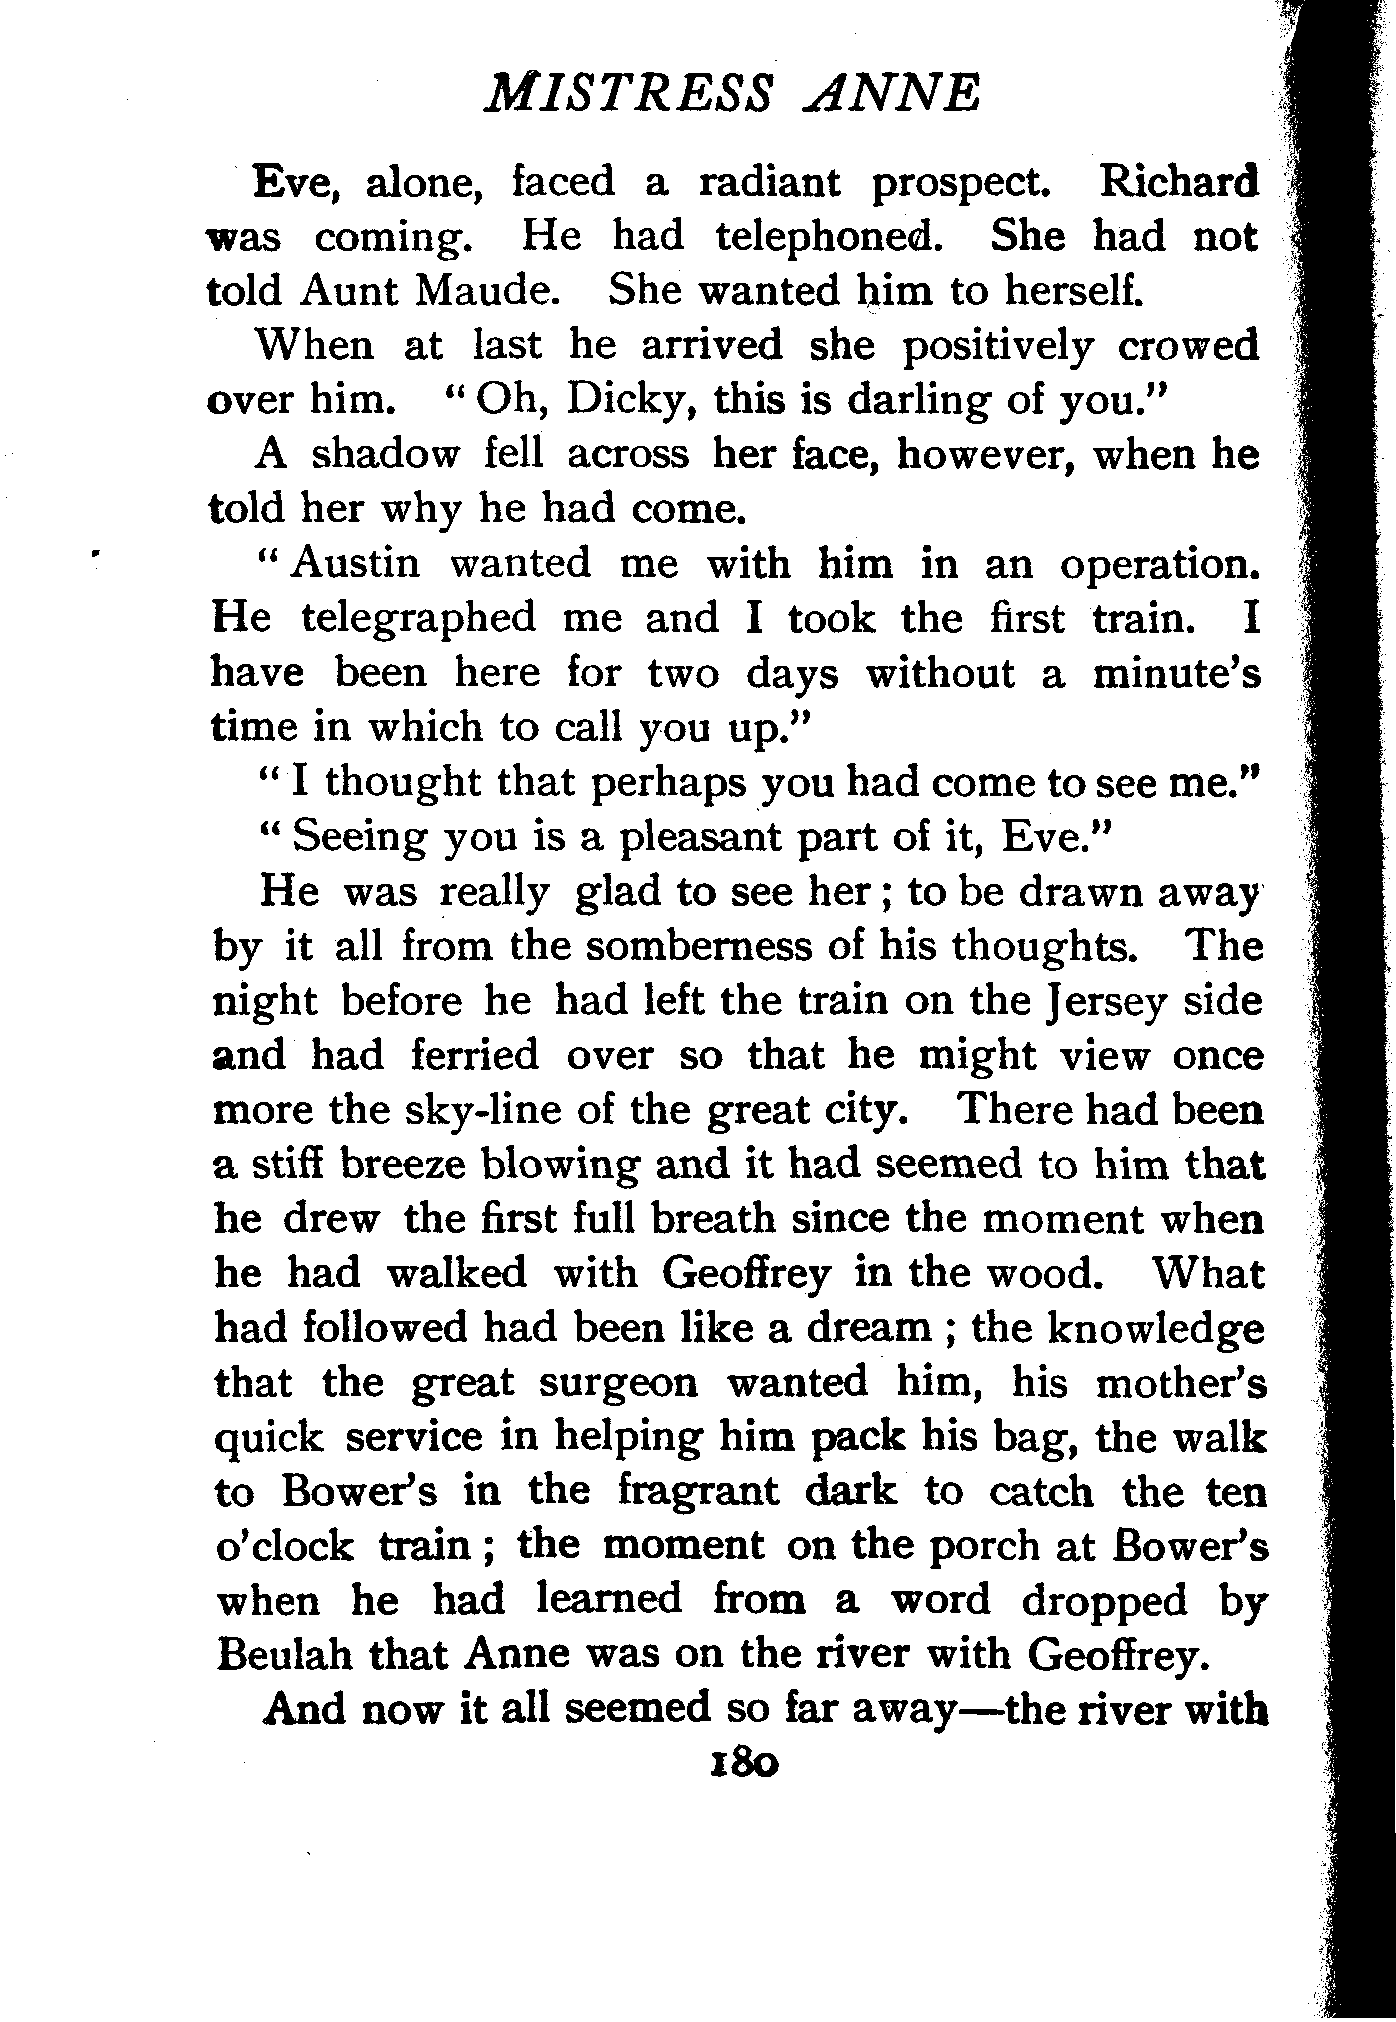 MISTRESS ANNE
Eve, alone, faced a radiant prospect. Richard
was coming. He had telephoned. She had not
told Aunt Maude. She wanted him to herself.
When at last he arrived she positively crowed
over him. “ Oh, Dicky, this is darling of you.”
A shadow fell across her face, however, when he
told her why he had come.
“ Austin wanted me with him in an operation.
He telegraphed me and I took the first train. I
have been here for two days without a minute’s
time in which to call you up.”
“ I thought that perhaps you had come to see me.”
“ Seeing you is a pleasant part of it, Eve.”
He was really glad to see her ; to be drawn away
by it all from the somberness of his thoughts. The
night before he had left the train on the Jersey side
and had ferried over so that he might view once
more the sky-line of the great city. There had been
a stiff breeze blowing and it had seemed to him that
he drew the first full breath since the moment when
he had walked with Geoffrey in the wood. What
had followed had been like a dream ; the knowledge
that the great surgeon wanted him, his mother’s
quick service in helping him pack his bag, the walk
to Bower’s in the fragrant dark to catch the ten
o’clock train ; the moment on the porch at Bower’s
when he had learned from a word dropped by
Beulah that Anne was on the river with Geoffrey.
And now it all seemed so far away—the river with
180